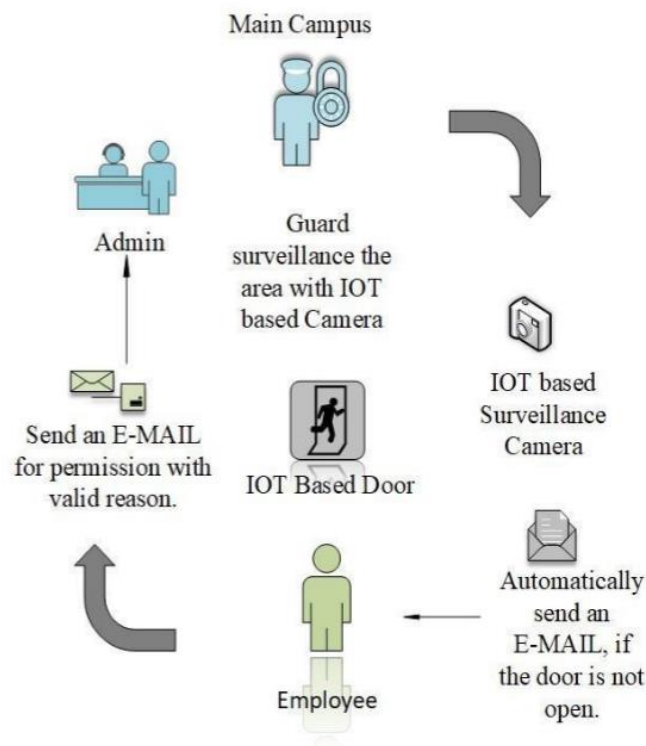 Main Campus
Guard
surveillance the
area with IOT
based Camera
Admin
Send an E-MAIL
for permission with
valid reason.
IOT Based Door
IOT based
Surveillance
Camera
Automatically
send an
E-MAIL, if
the door is not
open.
Employee